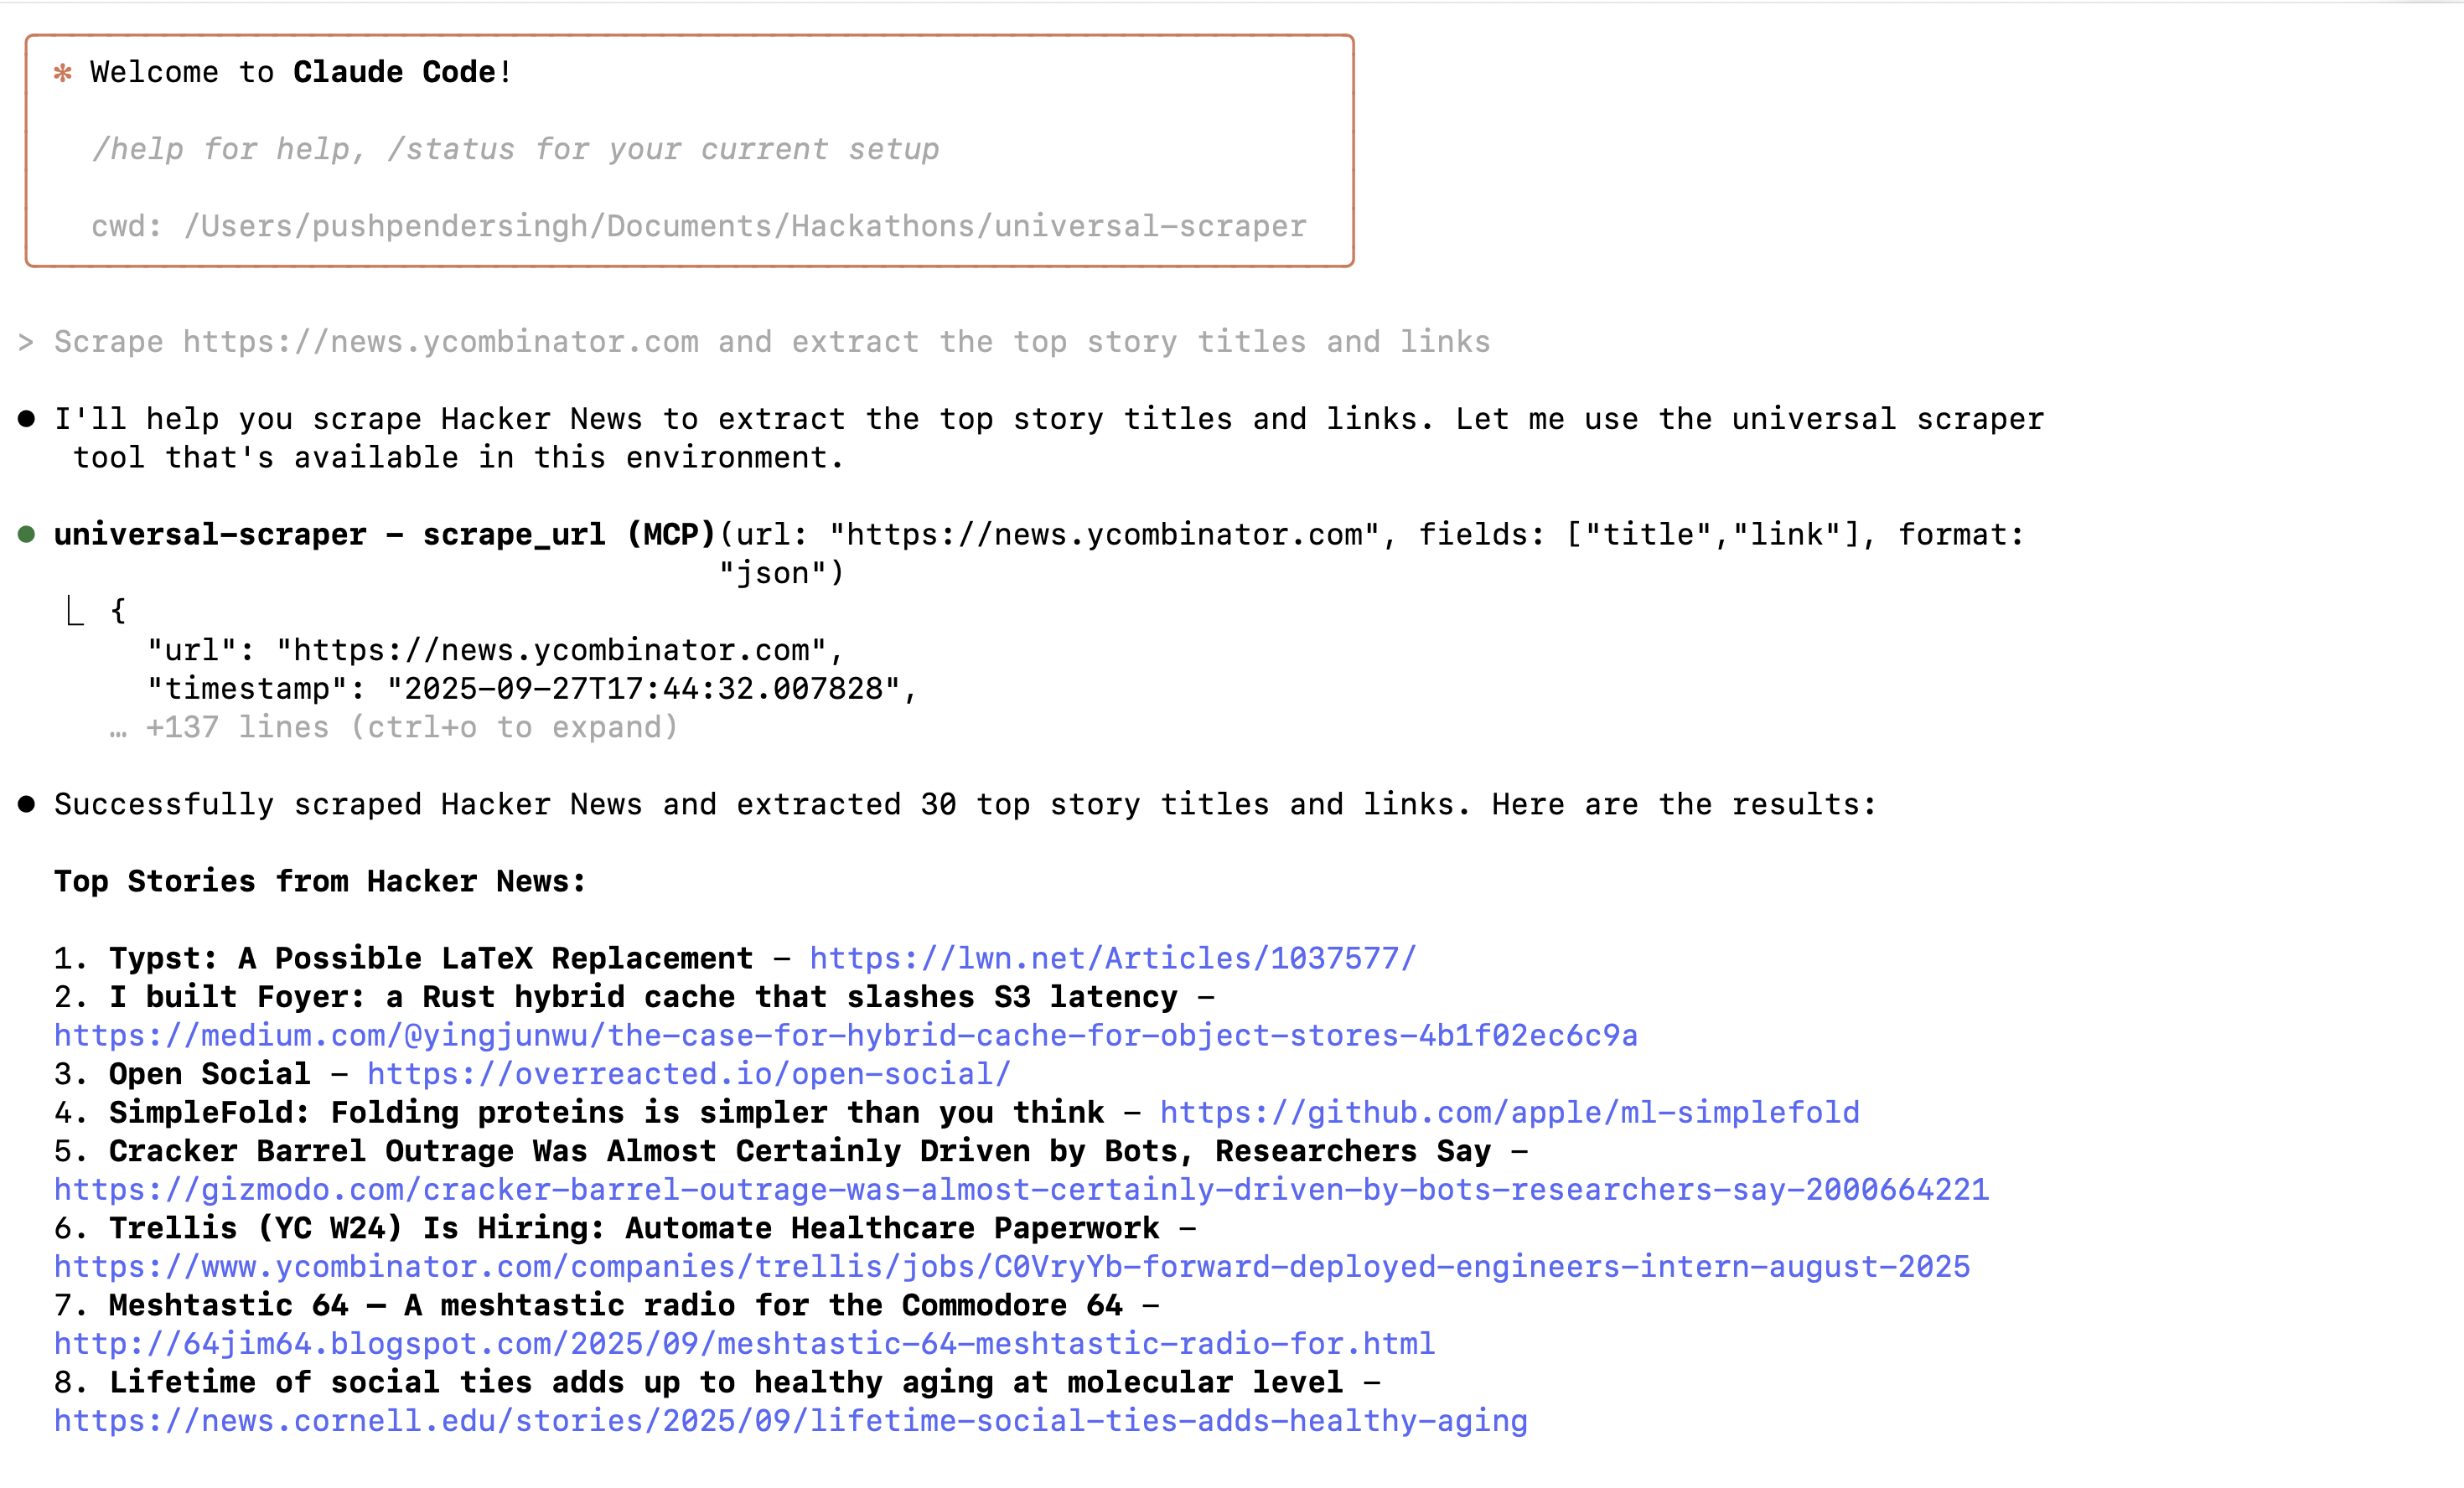 ✻ Welcome to Claude Code!
/help for help, /status for your current setup
cwd: /Users/pushpendersingh/Documents/Hackathons/universal-scraper
> Scrape https://news.ycombinator.com and extract the top story titles and links
● I'll help you scrape Hacker News to extract the top story titles and links. Let me use the universal scraper
tool that's available in this environment.
● universal-scraper - scrape_url (MCP)(url: "https://news.ycombinator.com", fields: ["title","link"], format:
"json")
⎿ {
"url": "https://news.ycombinator.com",
"timestamp": "2025-09-27T17:44:32.007828",
… +137 lines (ctrl+o to expand)
● Successfully scraped Hacker News and extracted 30 top story titles and links. Here are the results:
Top Stories from Hacker News:
1. Typst: A Possible LaTeX Replacement - https://lwn.net/Articles/1037577/
2. I built Foyer: a Rust hybrid cache that slashes S3 latency -
https://medium.com/@yingjunwu/the-case-for-hybrid-cache-for-object-stores-4b1f02ec6c9a
3. Open Social - https://overreacted.io/open-social/
4. SimpleFold: Folding proteins is simpler than you think - https://github.com/apple/ml-simplefold
5. Cracker Barrel Outrage Was Almost Certainly Driven by Bots, Researchers Say -
https://gizmodo.com/cracker-barrel-outrage-was-almost-certainly-driven-by-bots-researchers-say-2000664221
6. Trellis (YC W24) Is Hiring: Automate Healthcare Paperwork -
https://www.ycombinator.com/companies/trellis/jobs/C0VryYb-forward-deployed-engineers-intern-august-2025
7. Meshtastic 64 – A meshtastic radio for the Commodore 64 -
http://64jim64.blogspot.com/2025/09/meshtastic-64-meshtastic-radio-for.html
8. Lifetime of social ties adds up to healthy aging at molecular level -
https://news.cornell.edu/stories/2025/09/lifetime-social-ties-adds-healthy-aging